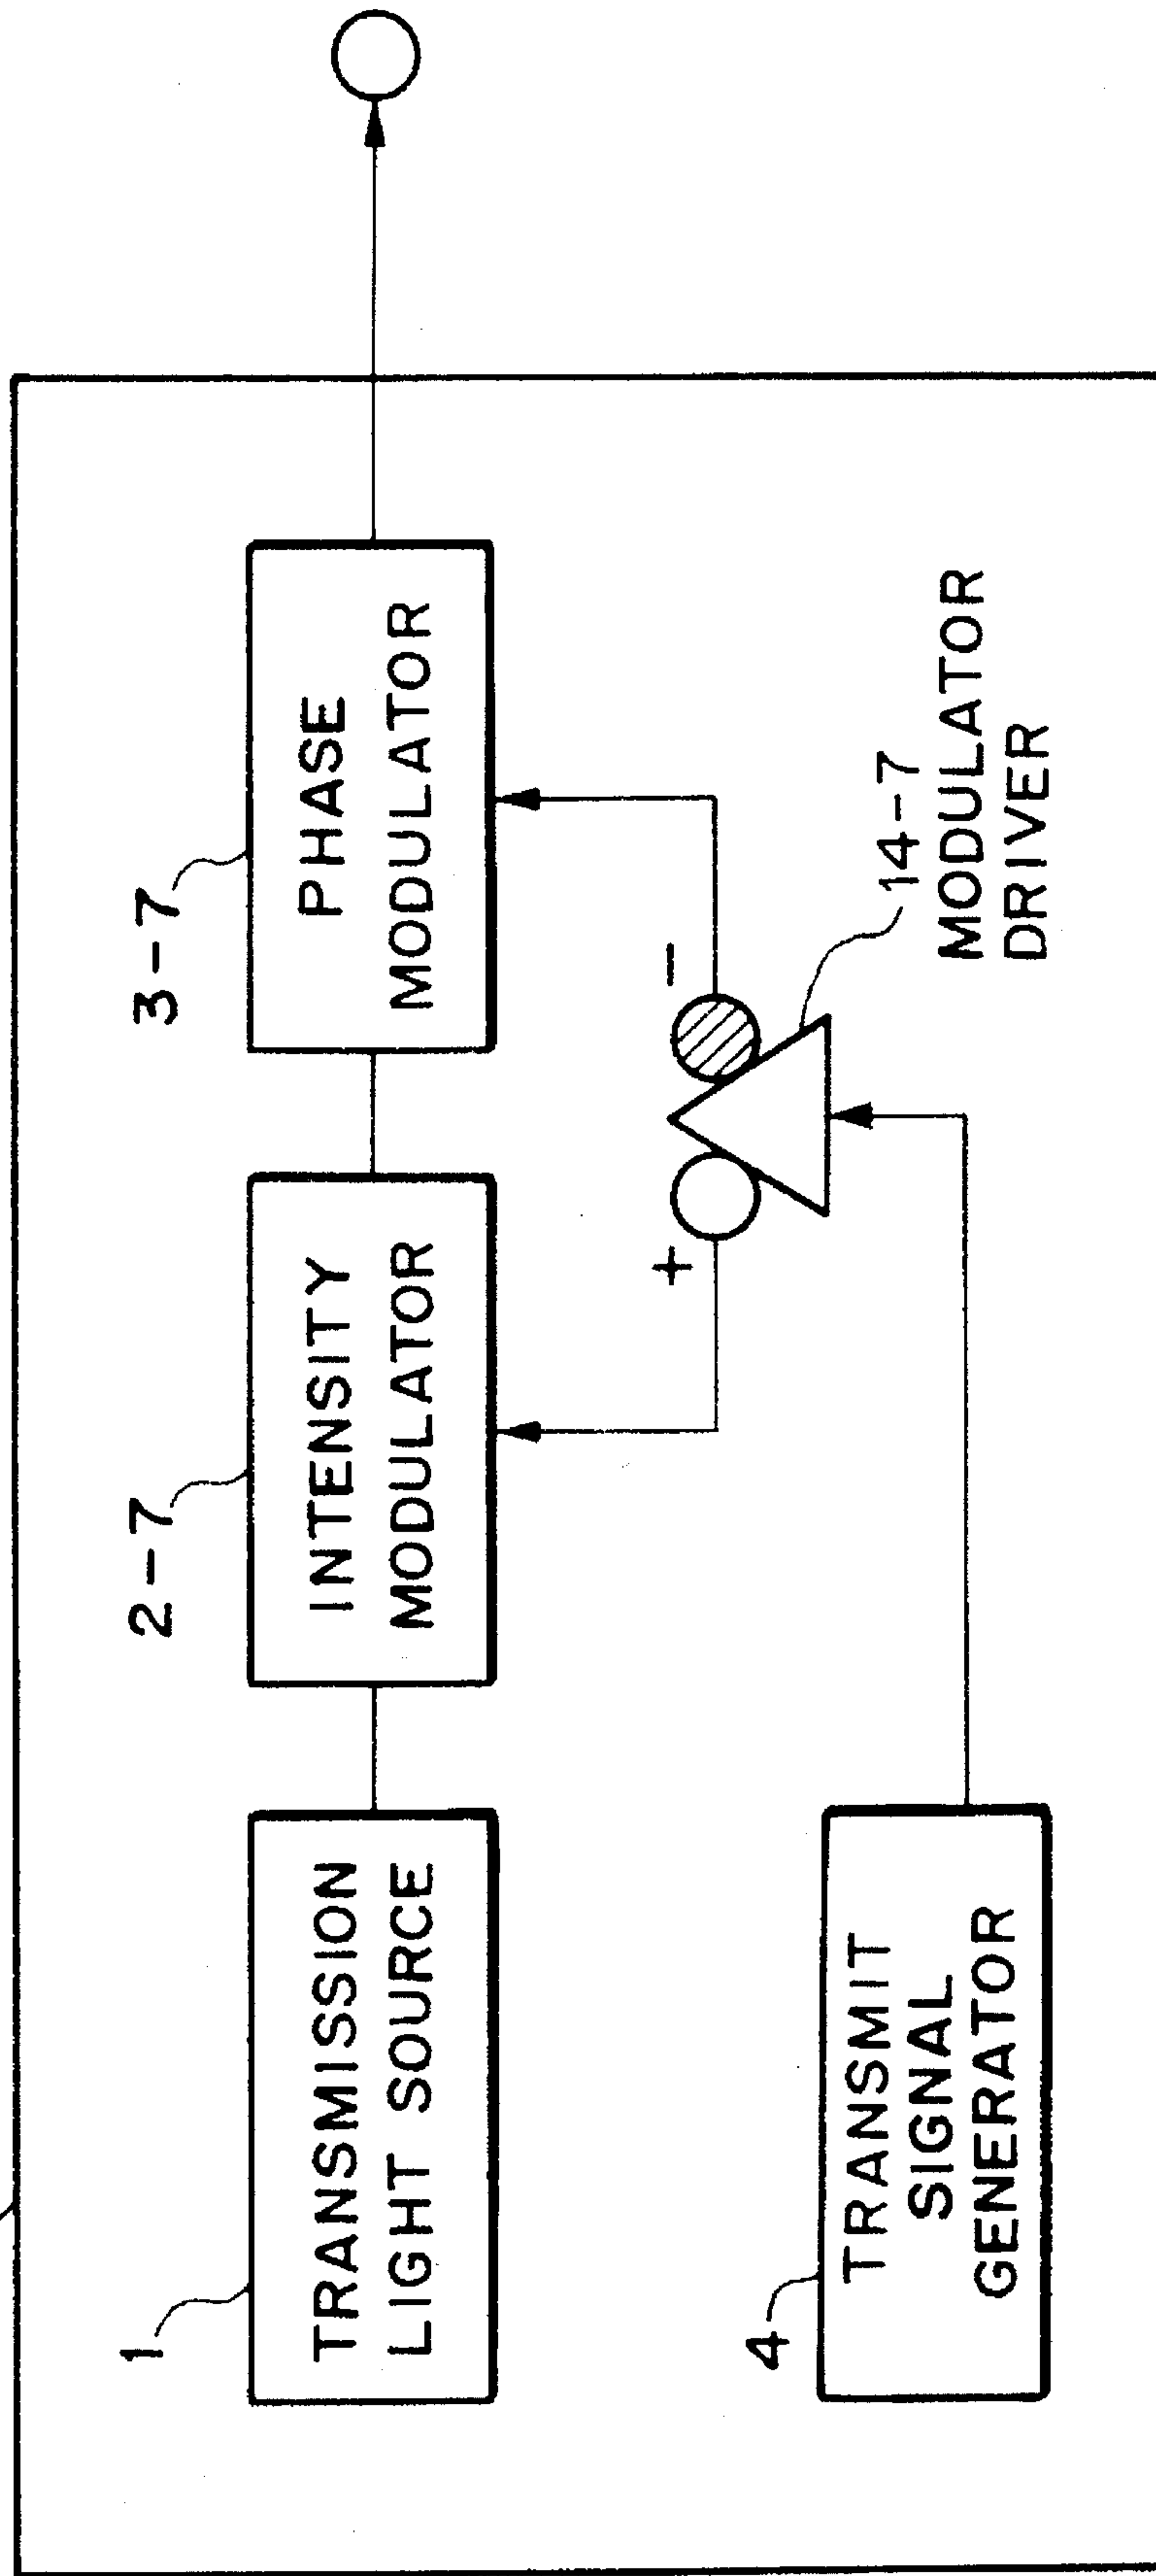 1
TRANSMISSION
LIGHT SOURCE
2-7
INTENSITY
MODULATOR
3-7
PHASE
MODULATOR
+
-
14-7
MODULATOR
DRIVER
4
TRANSMIT
SIGNAL
GENERATOR